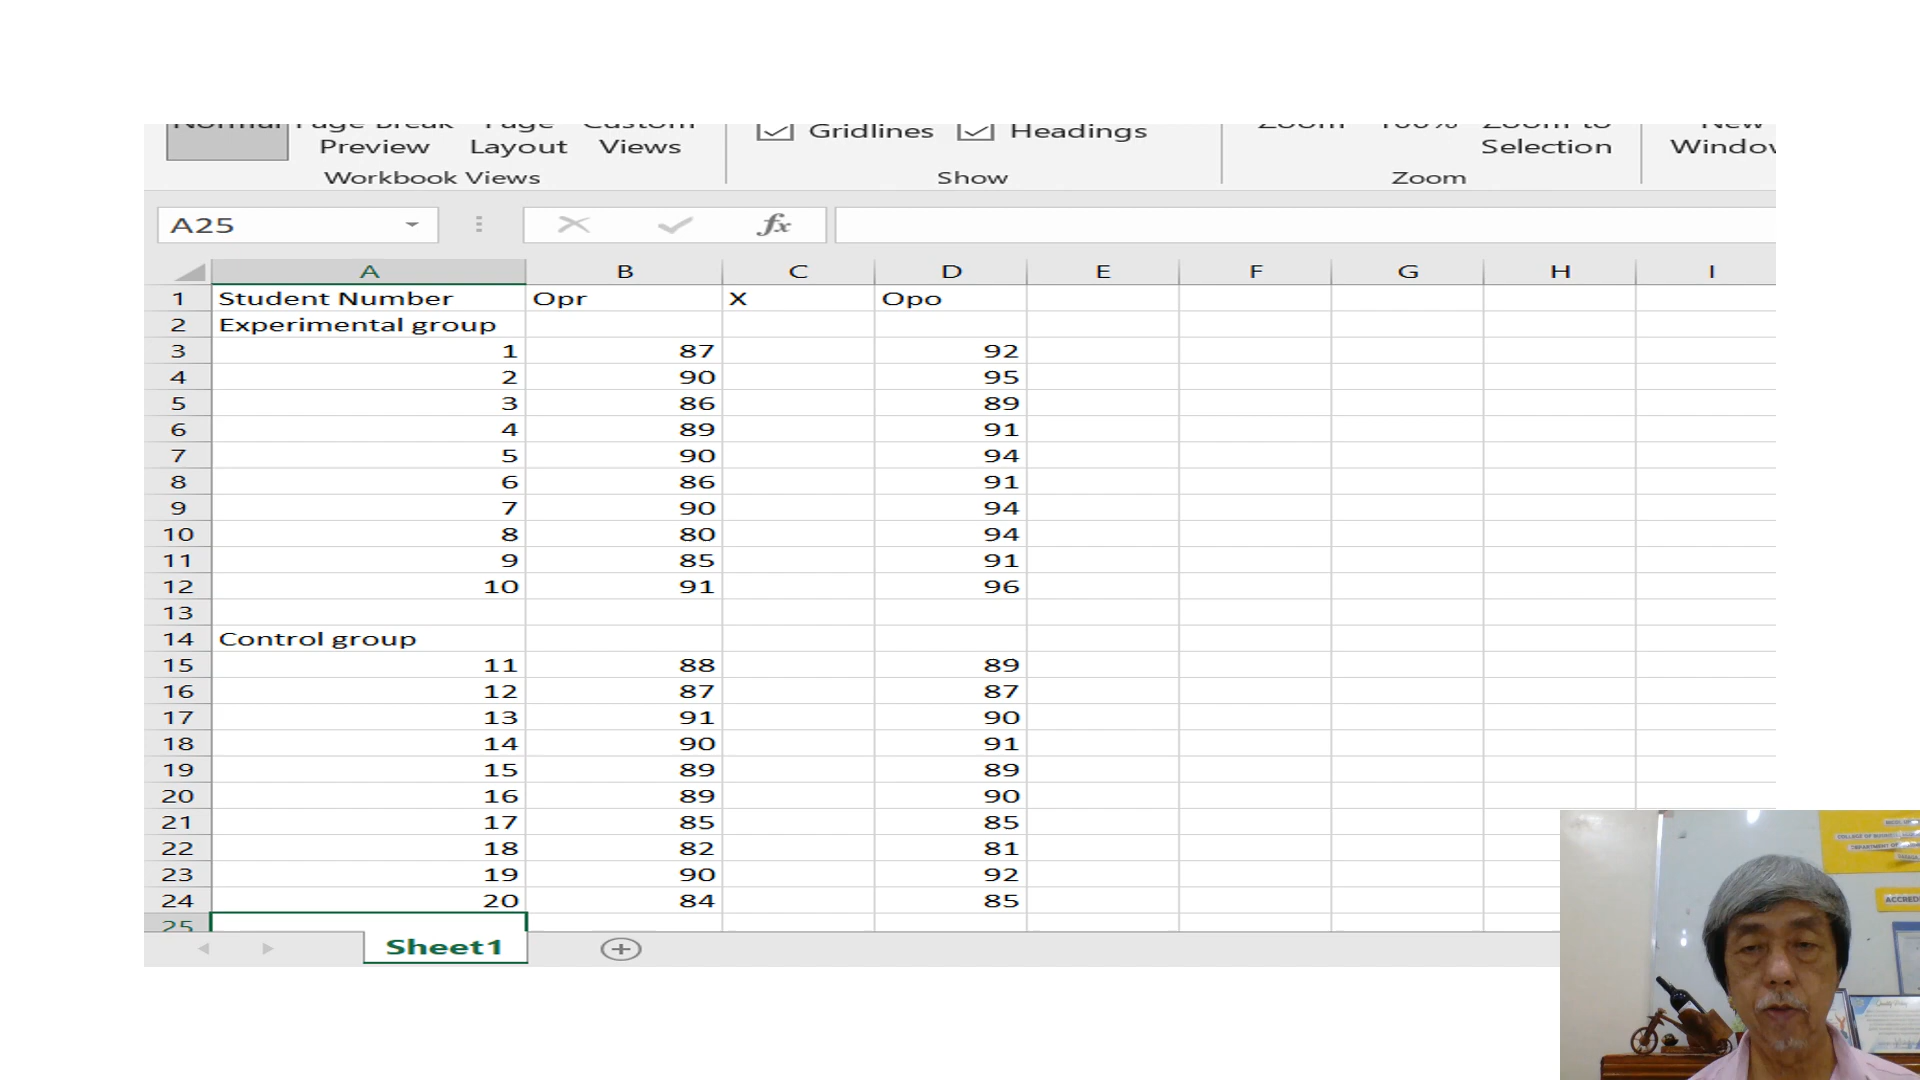 Normal Page Break Page Custom Gridlines Headings Zoom 100% Zoom to New
Preview Layout Views Selection Window
Workbook Views Show Zoom
A25 fx
A B C D E F G H I
1 Student Number Opr X Opo
2 Experimental group
3 1 87 92
4 2 90 95
5 3 86 89
6 4 89 91
7 5 90 94
8 6 86 91
9 7 90 94
10 8 80 94
11 9 85 91
12 10 91 96
13
14 Control group
15 11 88 89
16 12 87 87
17 13 91 90
18 14 90 91
19 15 89 89
20 16 89 90
21 17 85 85
22 18 82 81
23 19 90 92
24 20 84 85
25
Sheet1
ACCRED